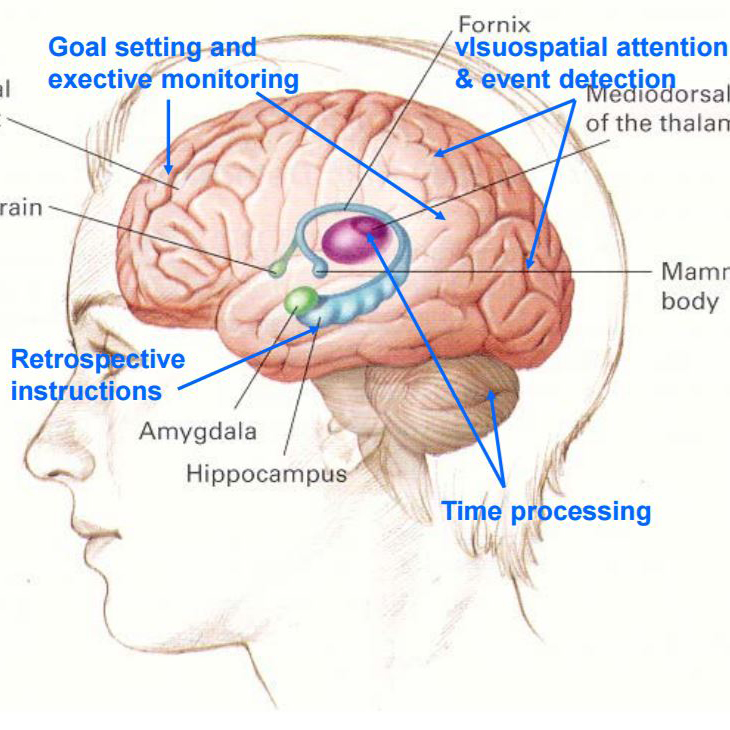 Fornix
Goal setting and
exective monitoring
vIsuospatial attention
& event detection
Mediodorsal
of the thalam
al
rain
Mamr
body
Retrospective
instructions
Amygdala
Hippocampus
Time processing